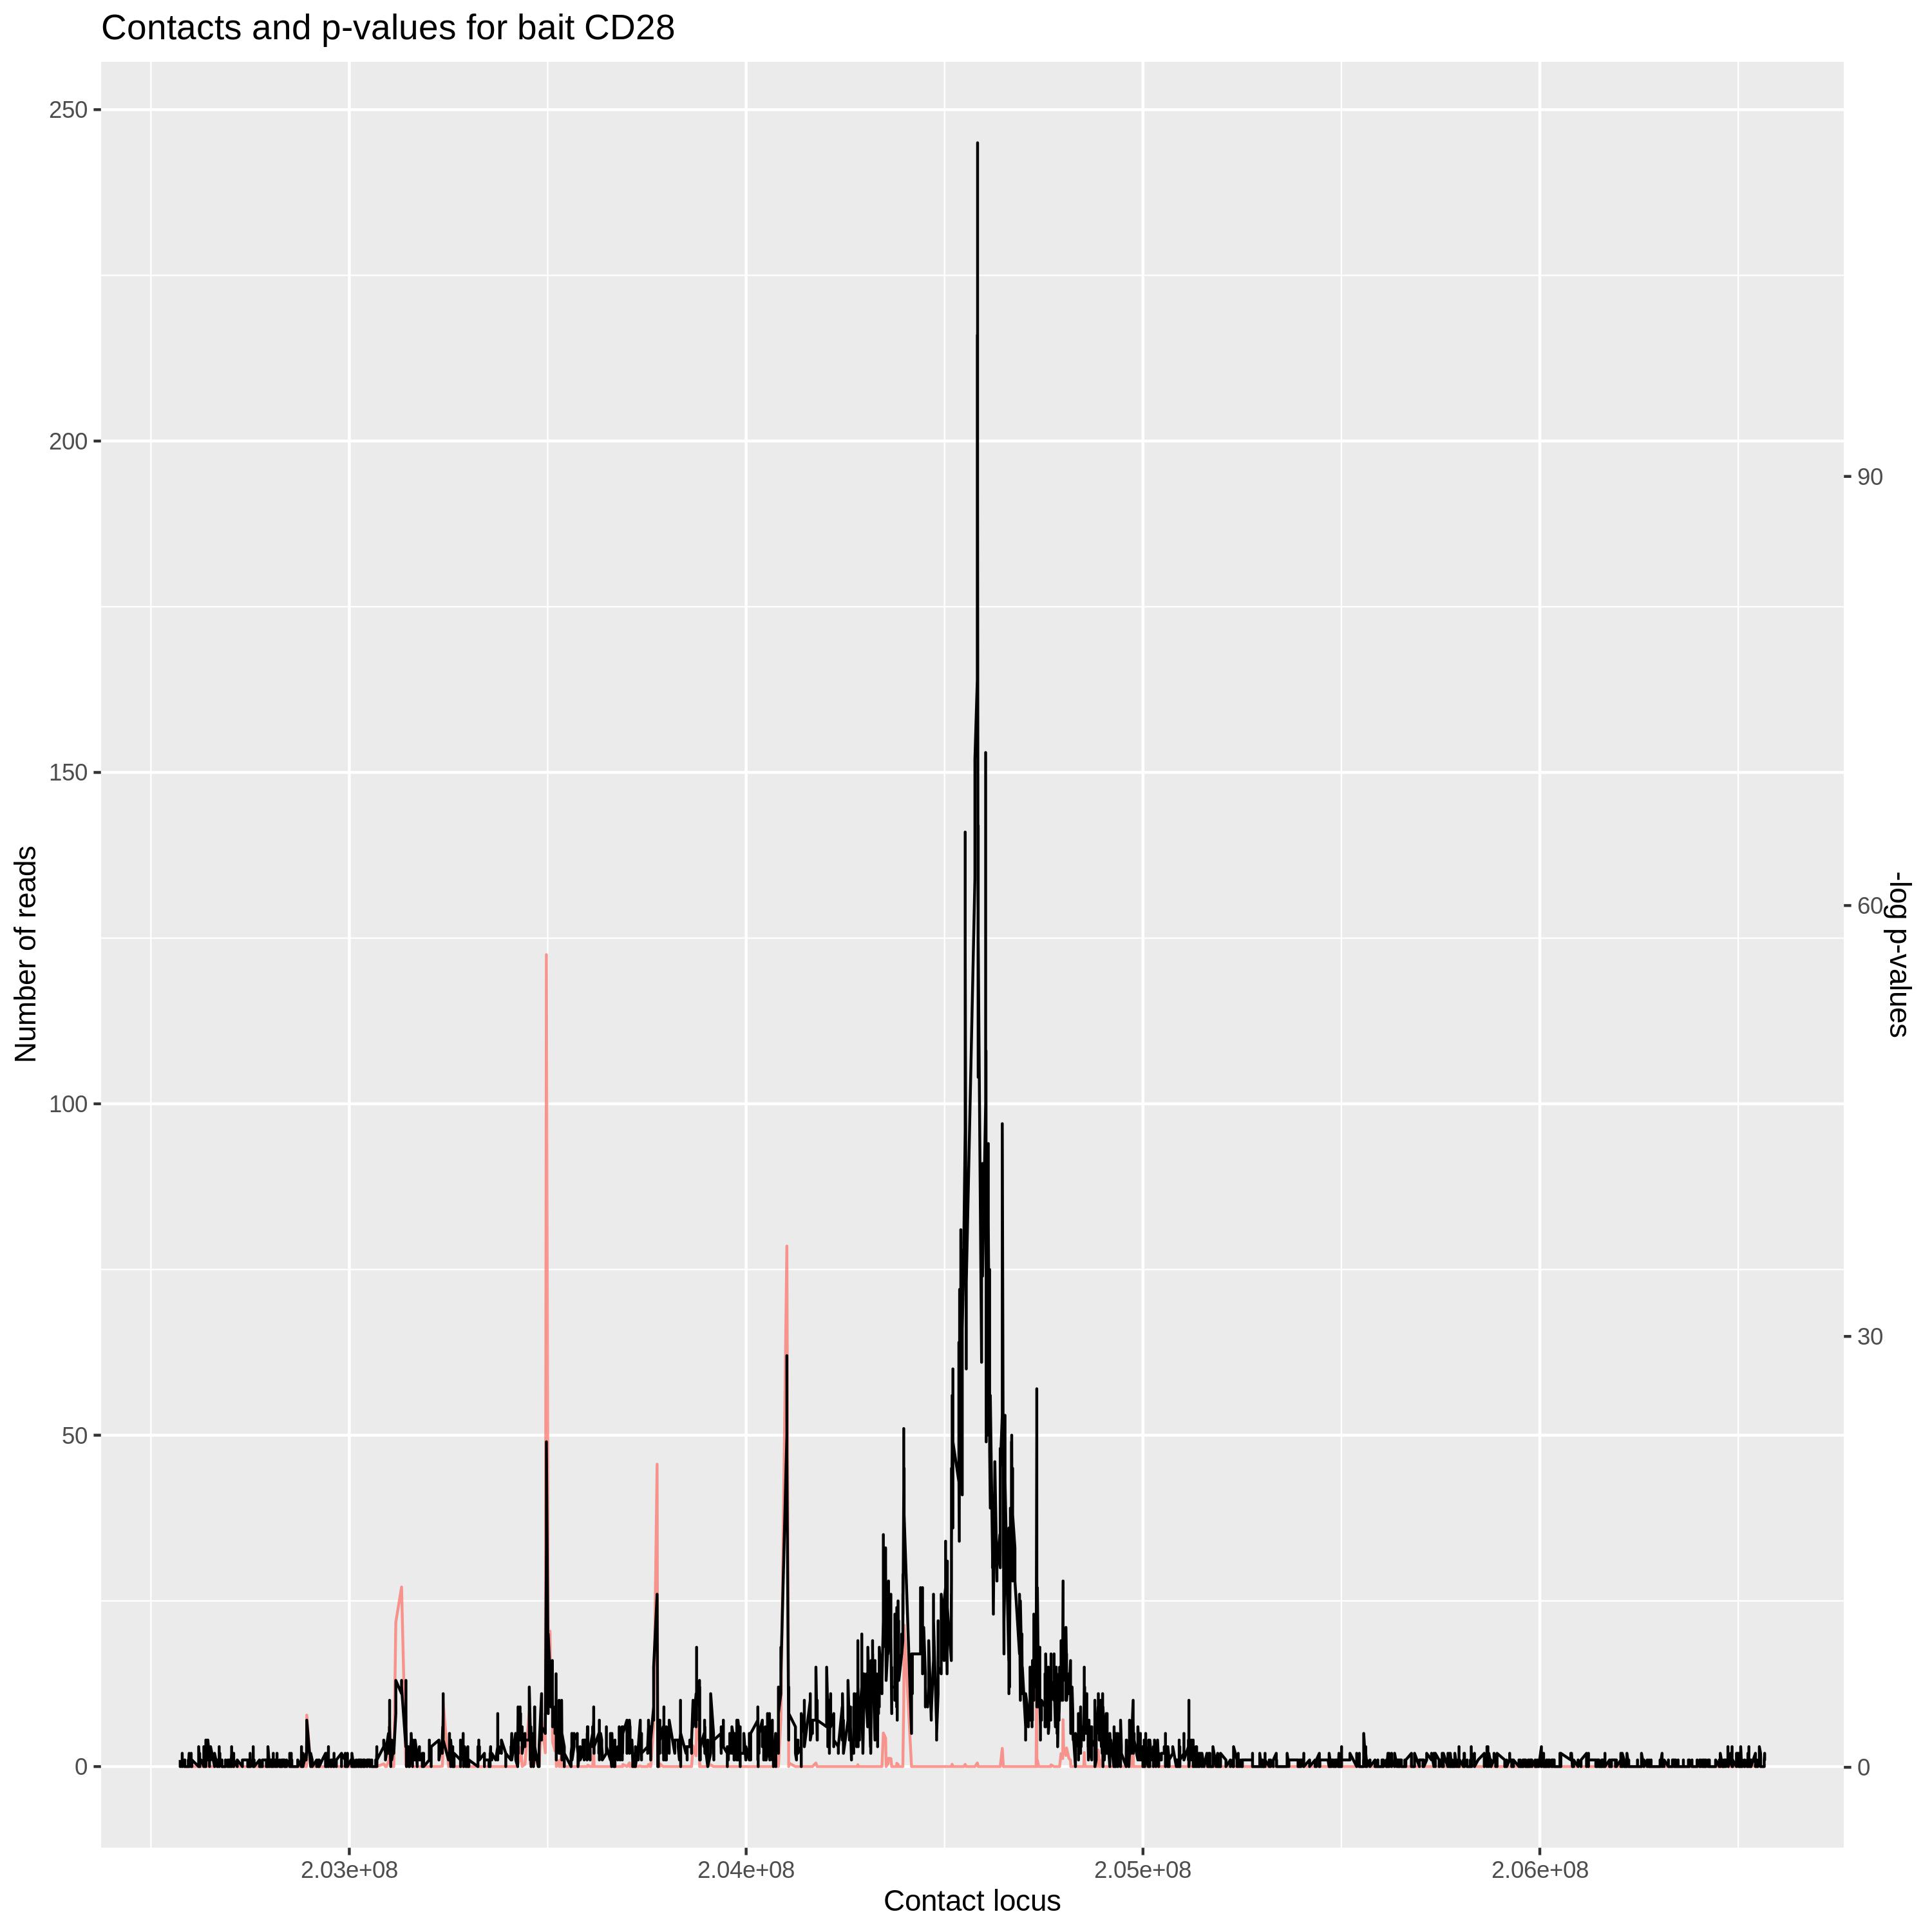 Contacts and p-values for bait CD28
250
200
150
100
50
0
Number of reads
90
60
30
0
-log p-values
2.03e+08 2.04e+08 2.05e+08 2.06e+08
Contact locus